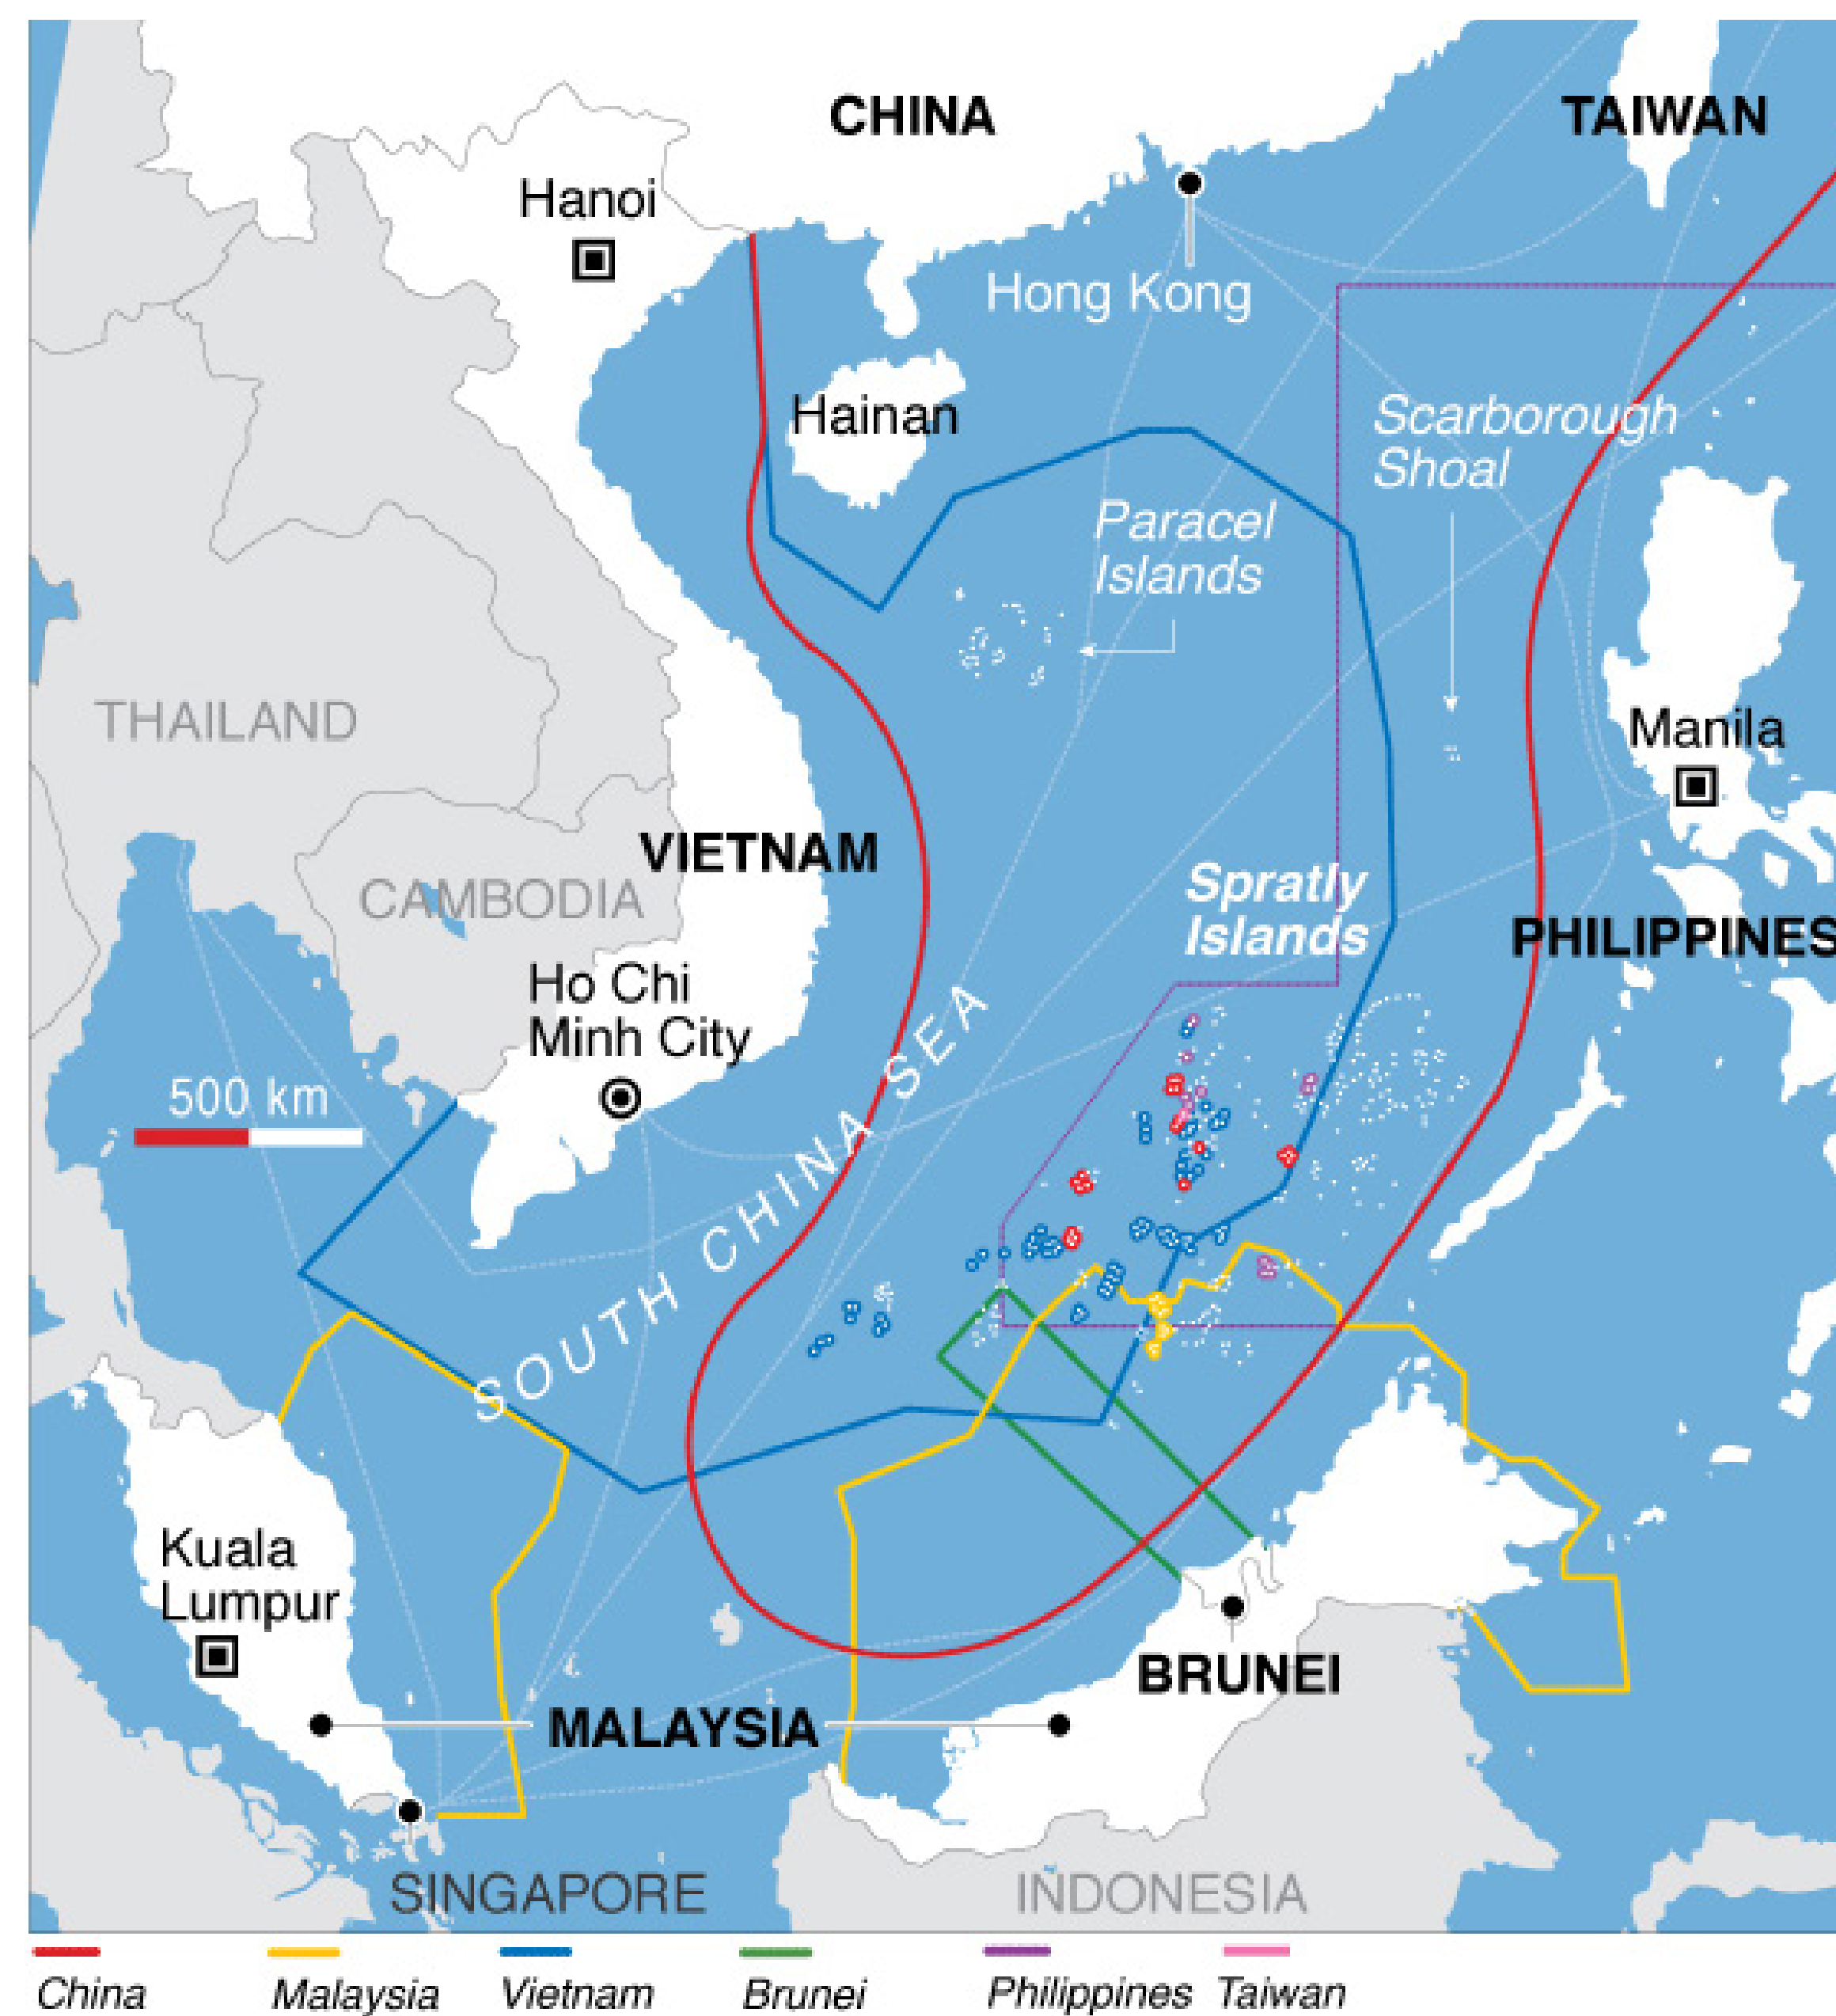 CHINA
TAIWAN
Hanoi
Hong Kong
Hainan
Scarborough
Shoal
Paracel
Islands
THAILAND
Manila
VIETNAM
CAMBODIA
Spratly
Islands
PHILIPPINES
Ho Chi
Minh City
500 km
SOUTH CHINA SEA
Kuala
Lumpur
BRUNEI
MALAYSIA
SINGAPORE
INDONESIA
China
Malaysia
Vietnam
Brunei
Philippines
Taiwan